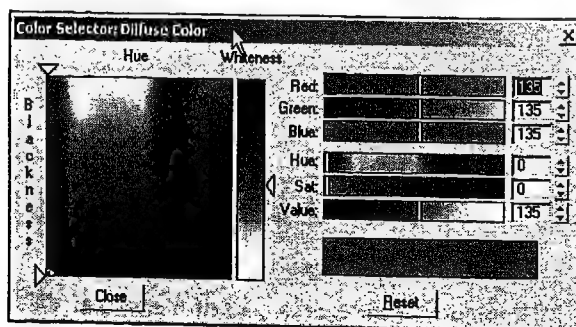 Color Selector: Diffuse Color
Hue
Whiteness
Blackness
Red: 135
Green: 135
Blue: 135
Hue: 0
Sat: 0
Value: 135
Close
Reset